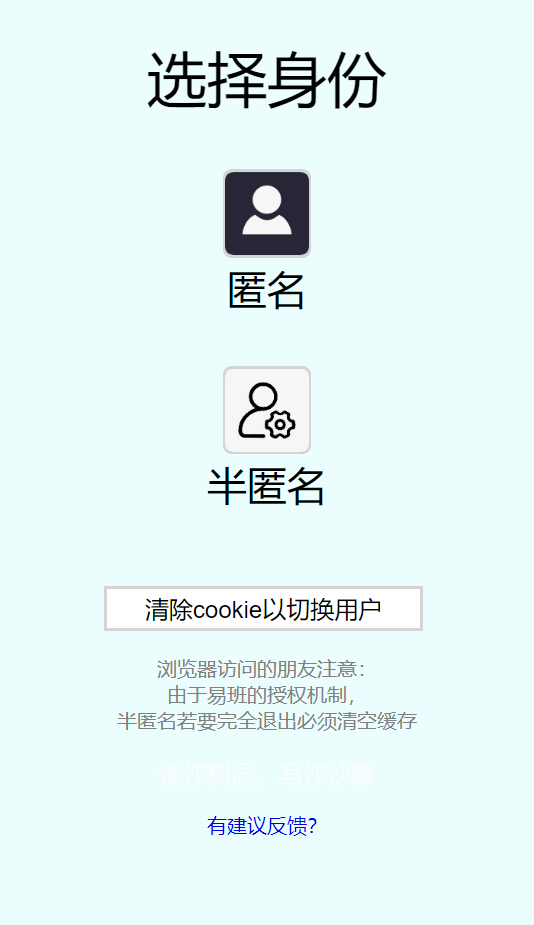 选择身份
匿名
半匿名
清除cookie以切换用户
浏览器访问的朋友注意：
由于易班的授权机制，
半匿名若要完全退出必须清空缓存
读作树洞，写作沙雕
有建议反馈？